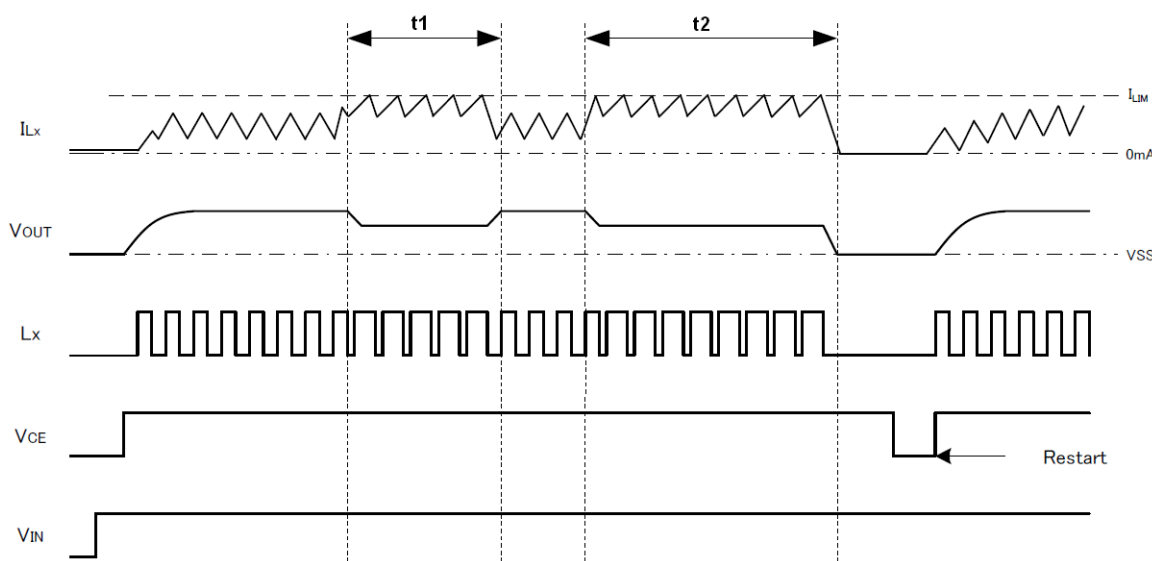 t1
t2
ILx
ILIM
0mA
VOUT
VSS
Lx
VCE
Restart
VIN